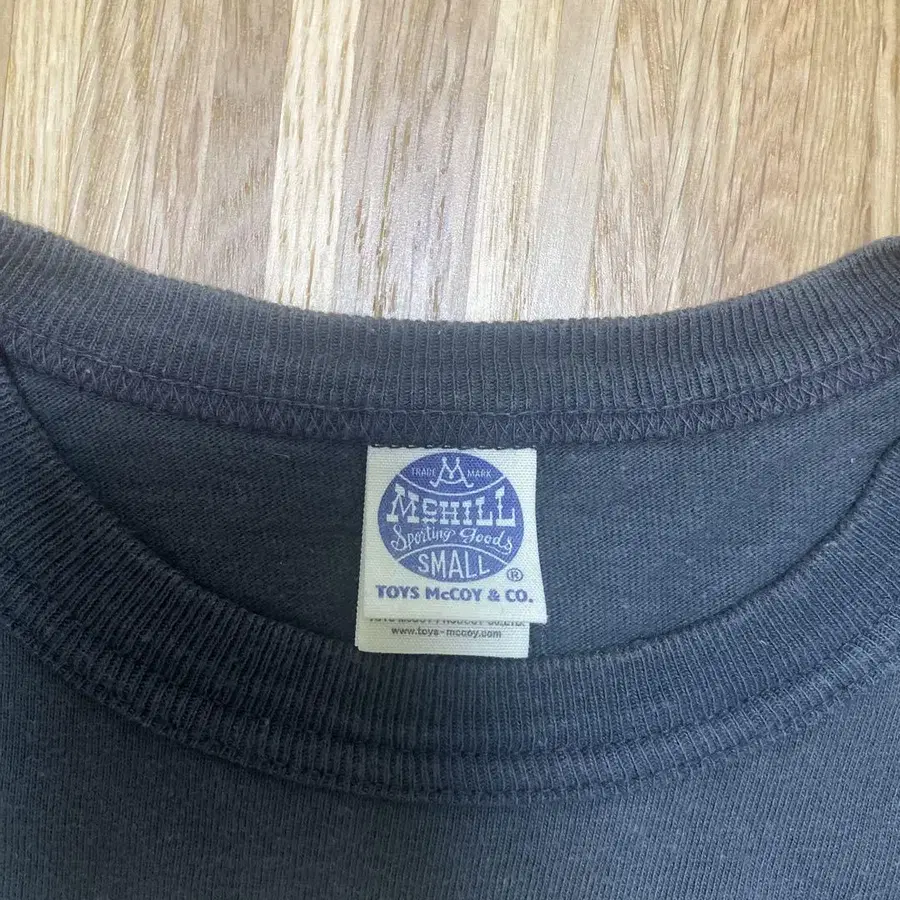 TRADE M MARK
McHILL
Sporting Goods
SMALL
®
TOYS McCOY & CO.
www.toys-mccoy.com